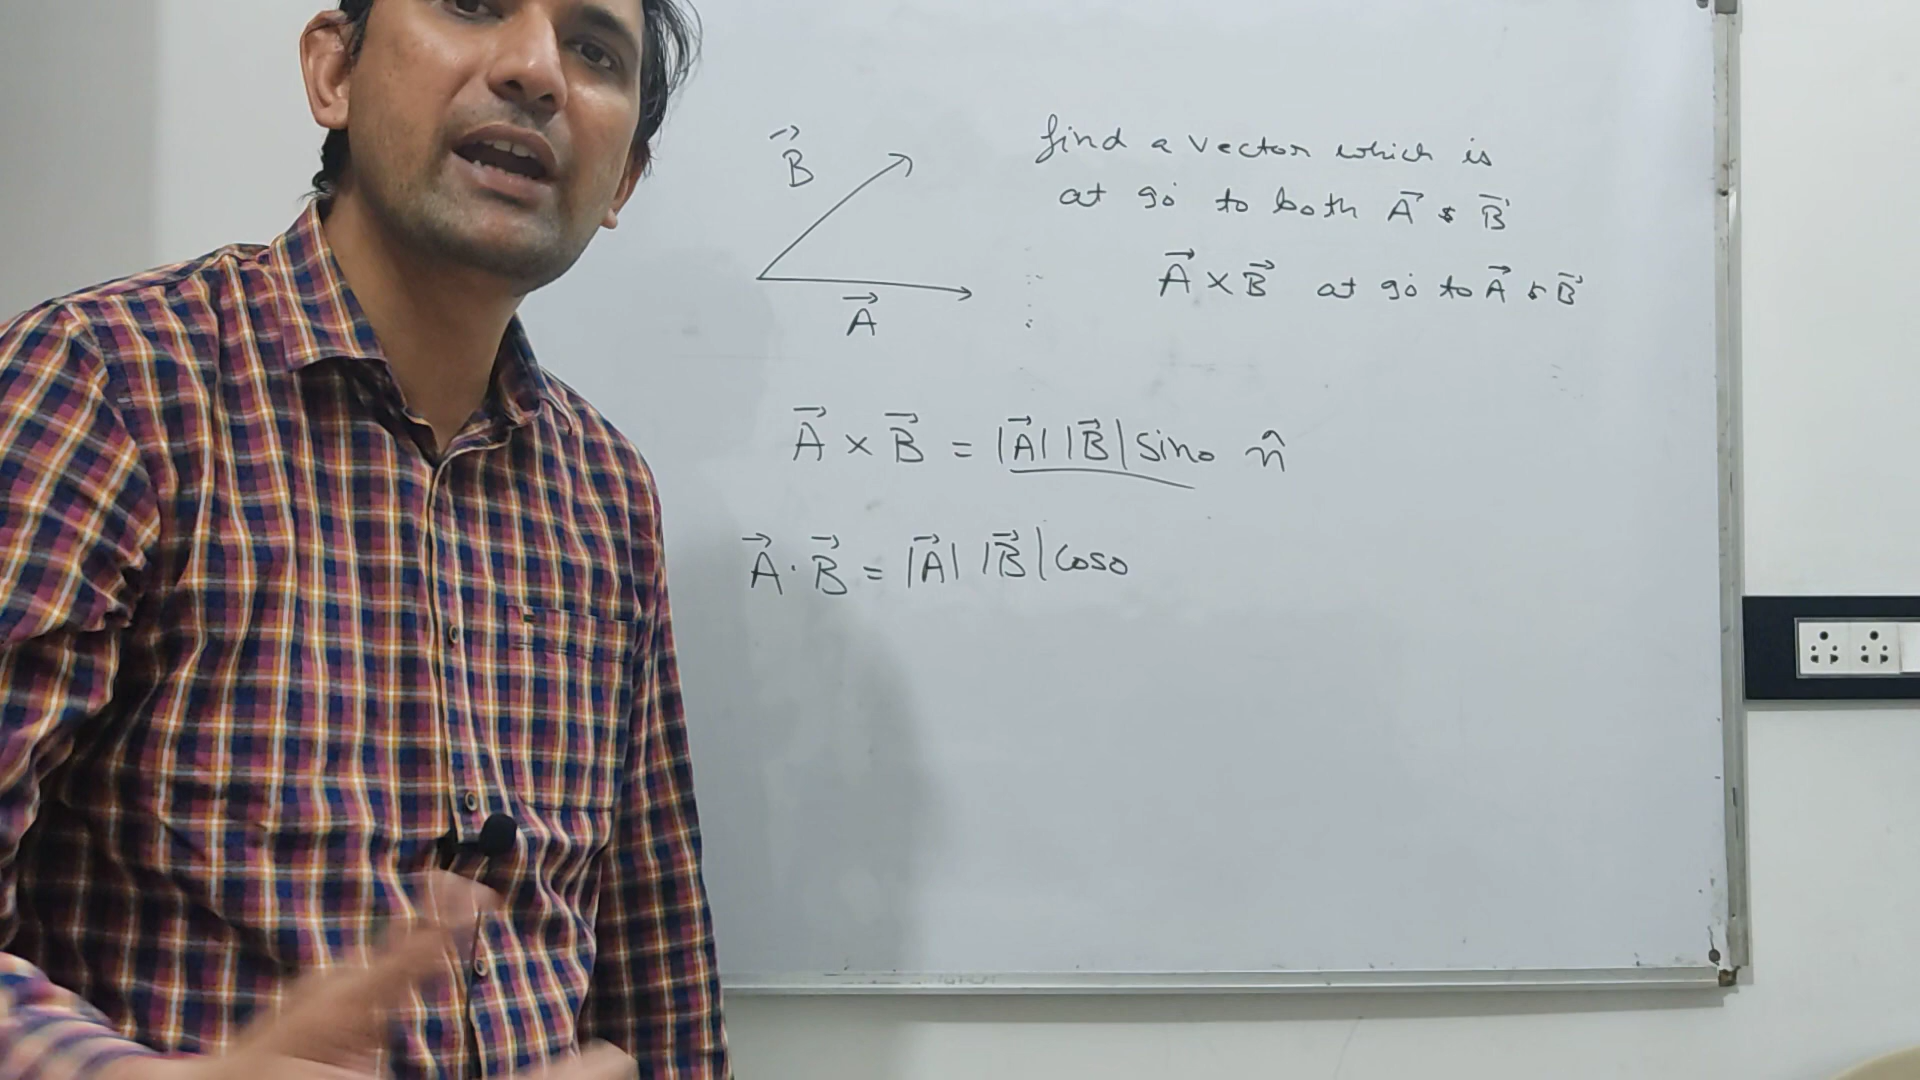 find a vector which is
at 90° to both A⃗ & B⃗
B⃗
A⃗ × B⃗ at 90° to A⃗ & B⃗
A⃗
A⃗ × B⃗ = |A⃗| |B⃗| sinθ n̂
A⃗ · B⃗ = |A⃗| |B⃗| cosθ